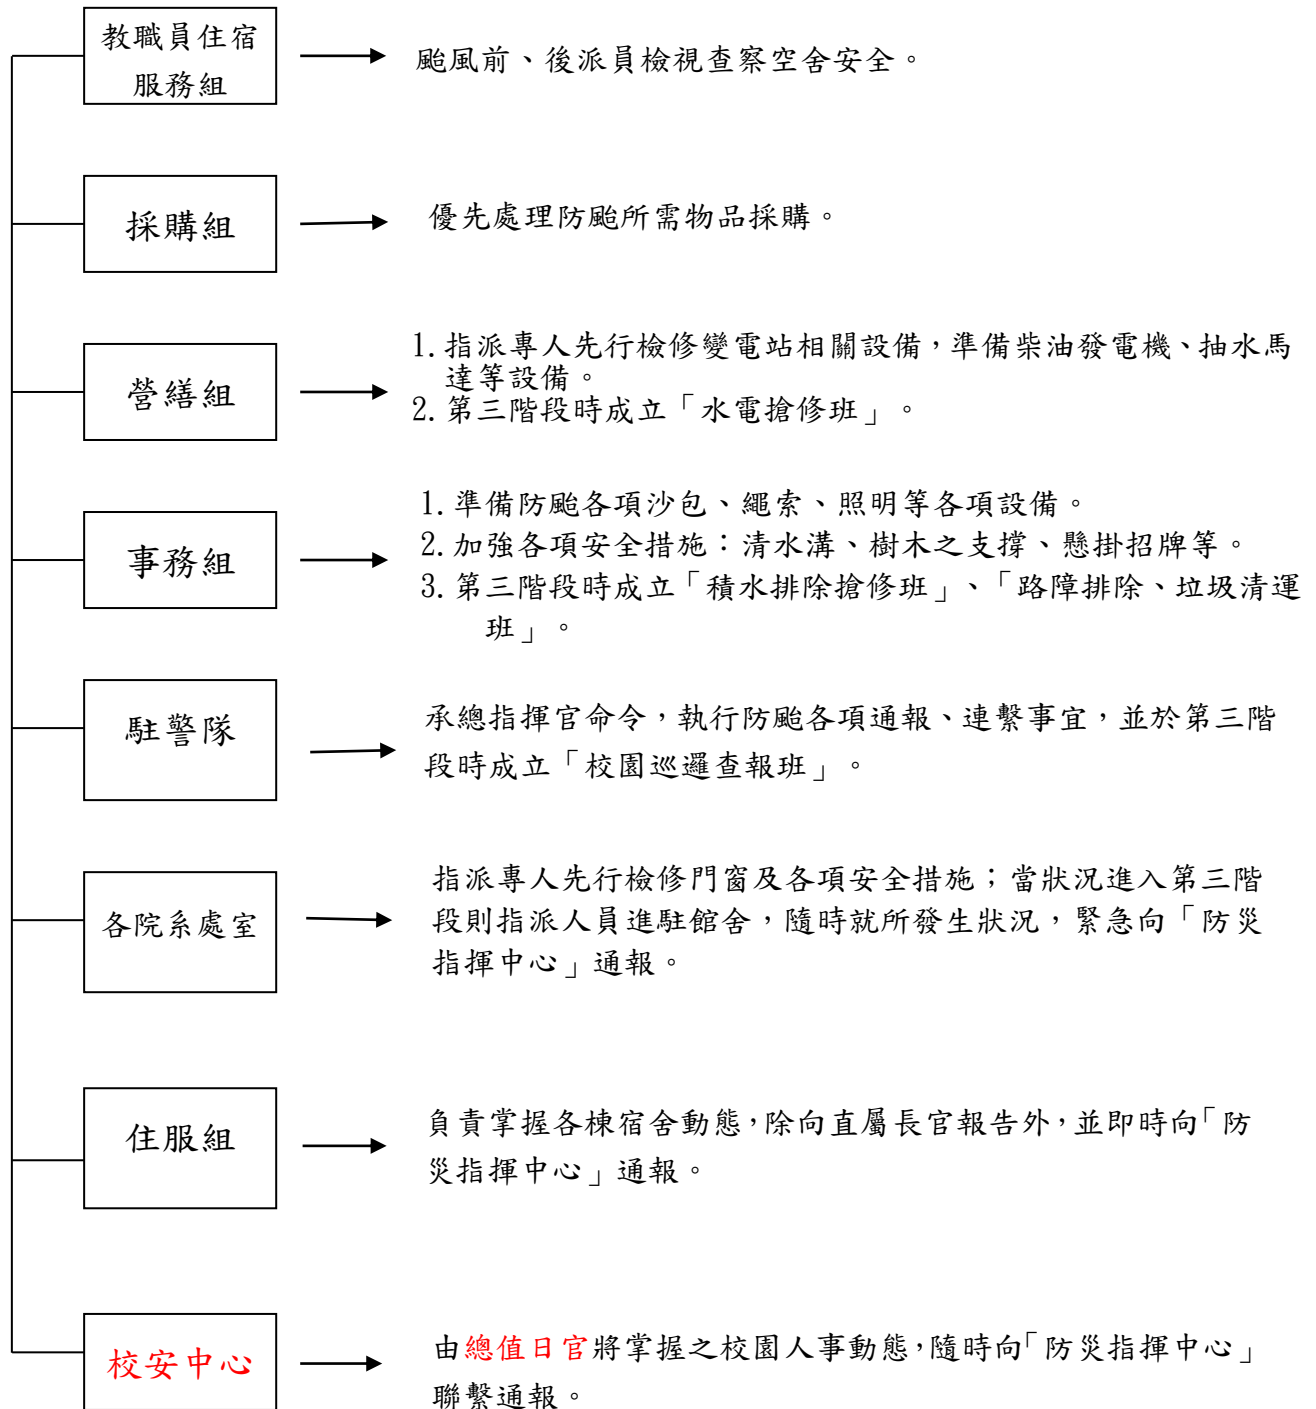 教職員住宿
服務組
颱風前、後派員檢視查察空舍安全。
採購組
優先處理防颱所需物品採購。
營繕組
1.指派專人先行檢修變電站相關設備，準備柴油發電機、抽水馬
達等設備。
2.第三階段時成立「水電搶修班」。
事務組
1.準備防颱各項沙包、繩索、照明等各項設備。
2.加強各項安全措施：清水溝、樹木之支撐、懸掛招牌等。
3.第三階段時成立「積水排除搶修班」、「路障排除、垃圾清運
班」。
駐警隊
承總指揮官命令，執行防颱各項通報、連繫事宜，並於第三階
段時成立「校園巡邏查報班」。
各院系處室
指派專人先行檢修門窗及各項安全措施；當狀況進入第三階
段則指派人員進駐館舍，隨時就所發生狀況，緊急向「防災
指揮中心」通報。
住服組
負責掌握各棟宿舍動態，除向直屬長官報告外，並即時向「防
災指揮中心」通報。
校安中心
由總值日官將掌握之校園人事動態，隨時向「防災指揮中心」
聯繫通報。